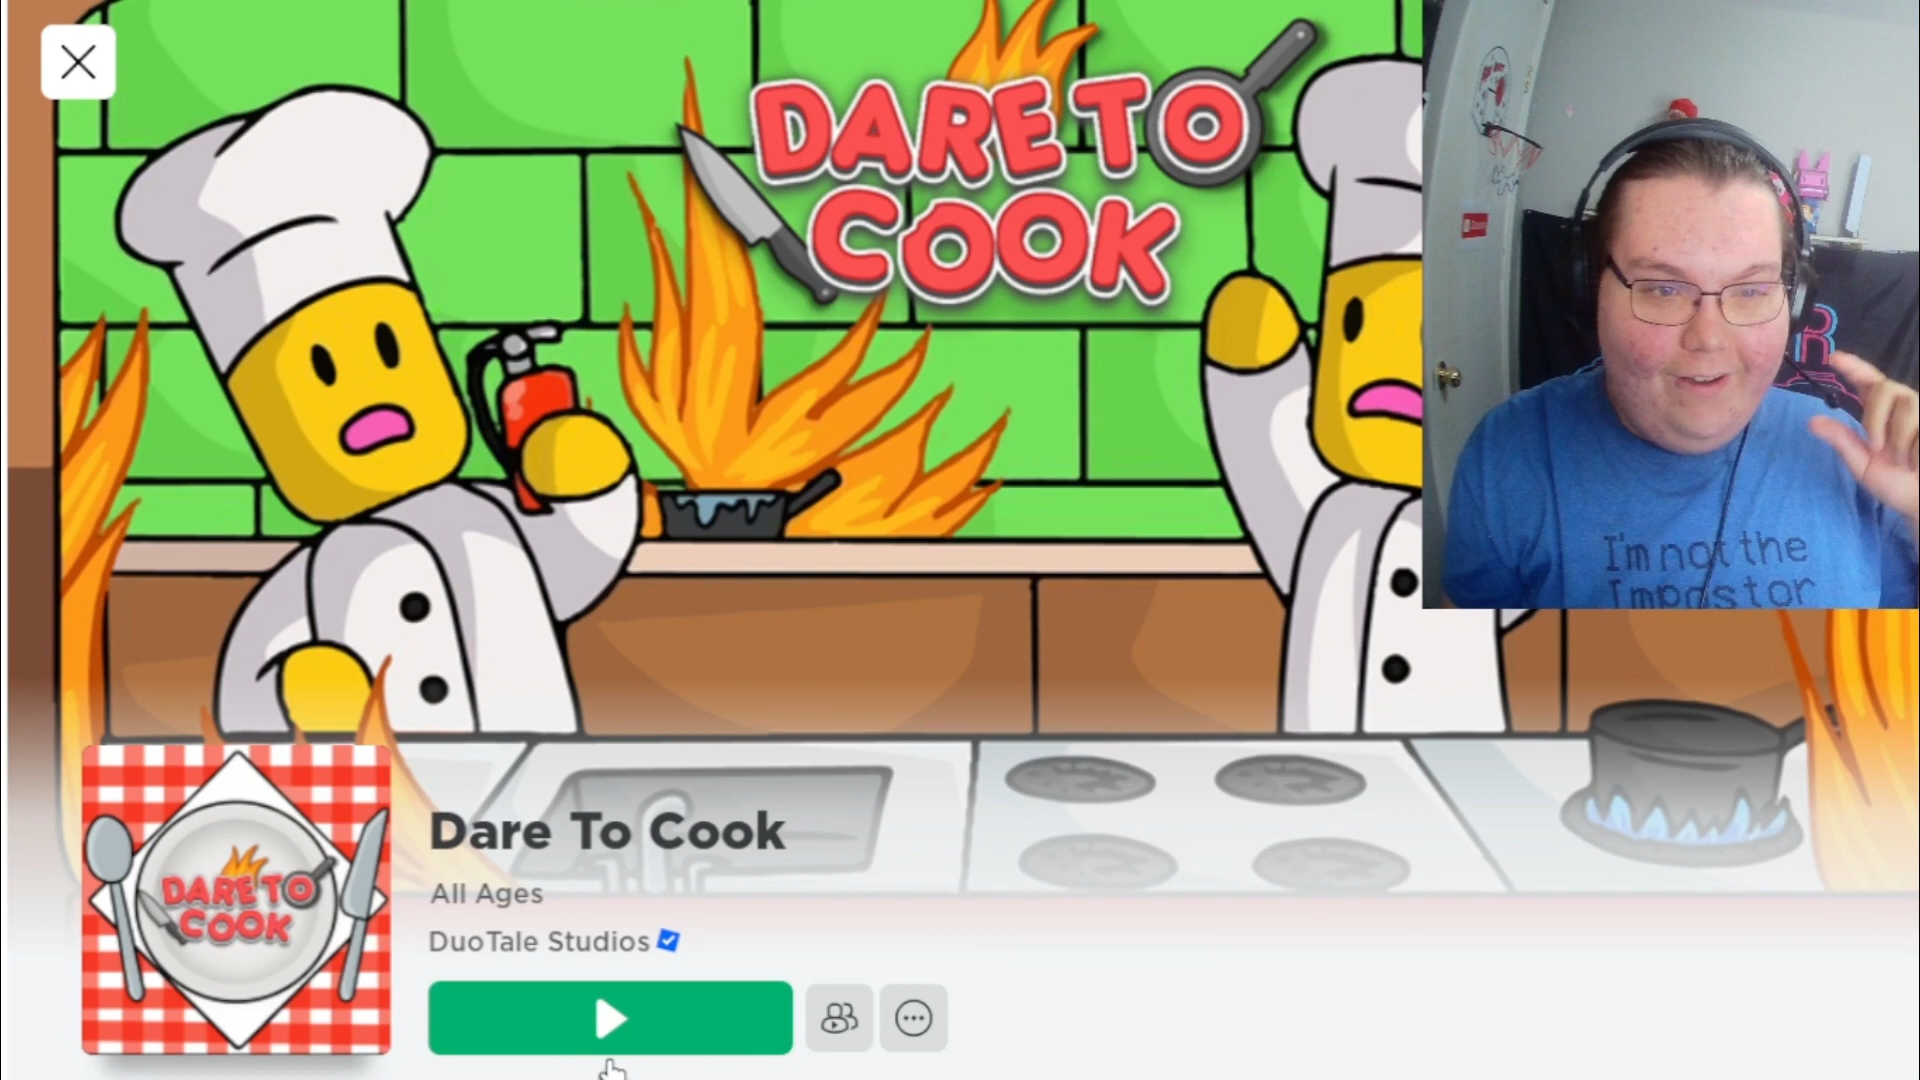 DARE TO
COOK
I'm not the
Impostor
DARE TO
COOK
Dare To Cook
All Ages
DuoTale Studios